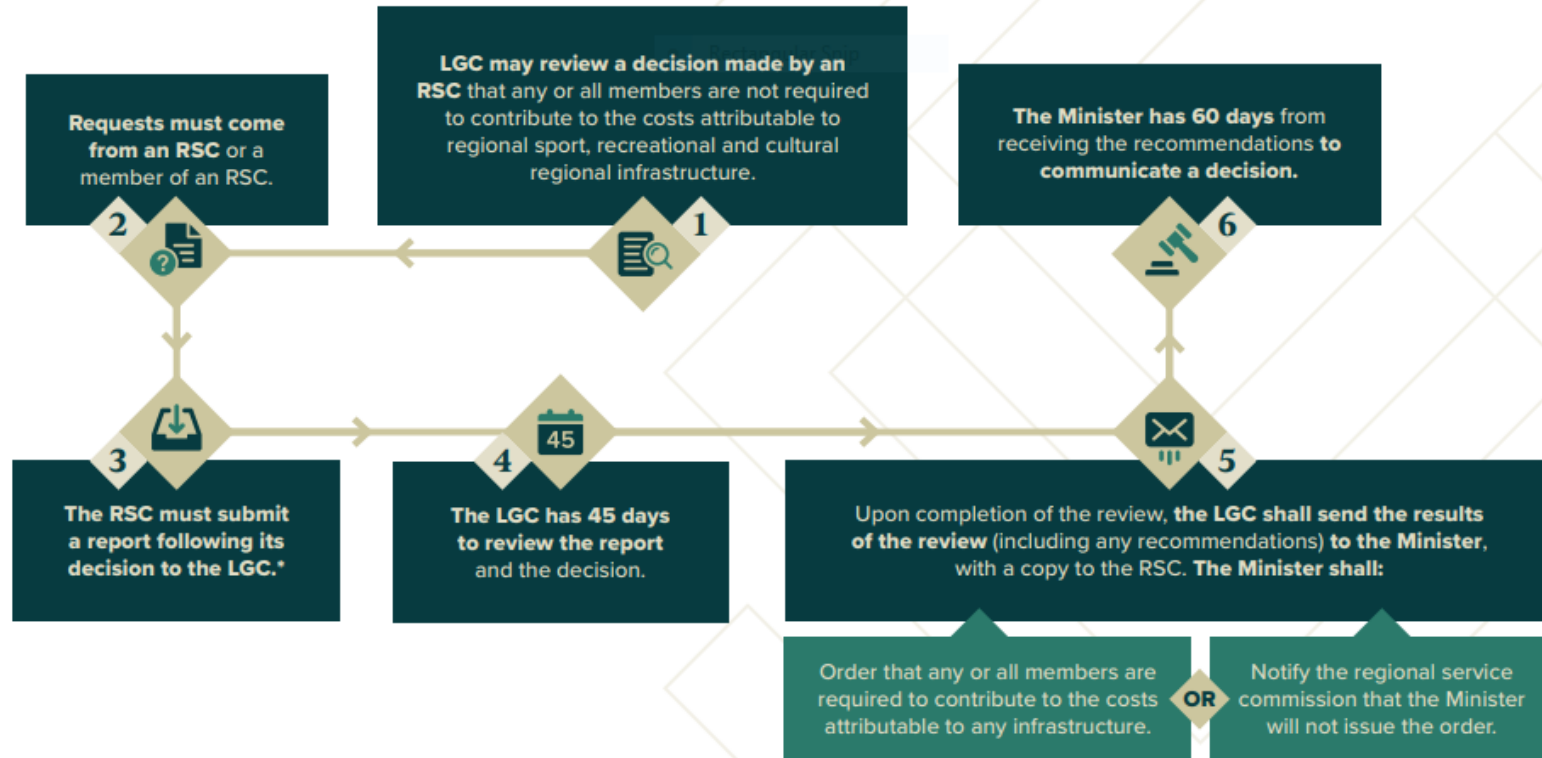 LGC may review a decision made by an
RSC that any or all members are not required
to contribute to the costs attributable to
regional sport, recreational and cultural
regional infrastructure.
1
Requests must come
from an RSC or a
member of an RSC.
2
?
3
The RSC must submit
a report following its
decision to the LGC.*
45
4
The LGC has 45 days
to review the report
and the decision.
5
Upon completion of the review, the LGC shall send the results
of the review (including any recommendations) to the Minister,
with a copy to the RSC. The Minister shall:
Order that any or all members are
required to contribute to the costs
attributable to any infrastructure.
OR
Notify the regional service
commission that the Minister
will not issue the order.
The Minister has 60 days from
receiving the recommendations to
communicate a decision.
6
Rectangular Snip